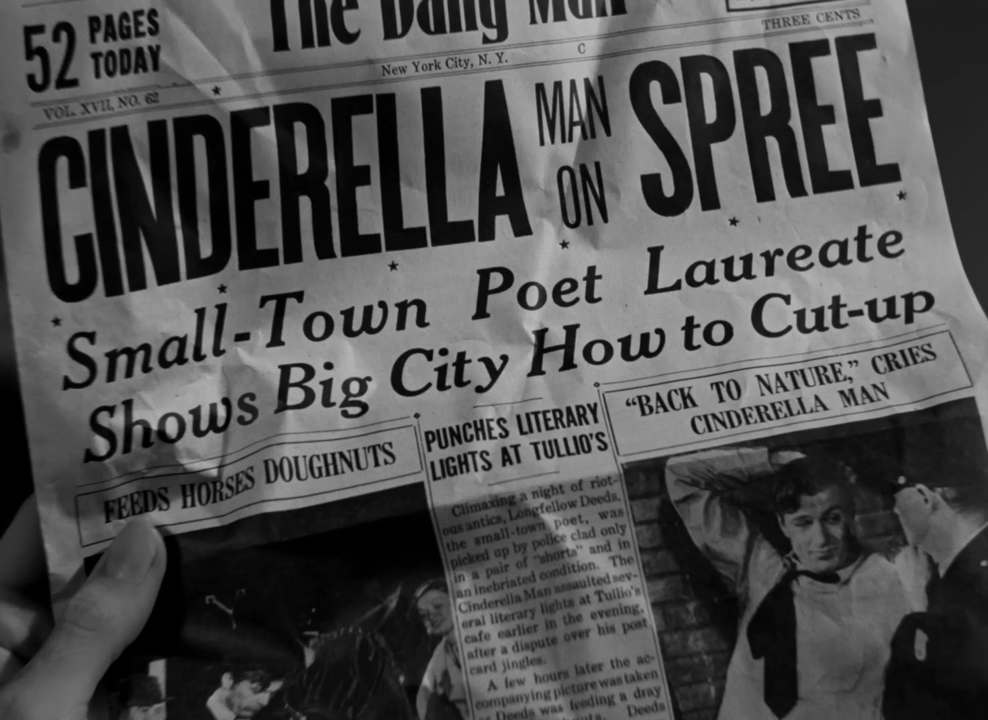 52 PAGES
TODAY
The Daily Mail
THREE CENTS
New York City, N. Y.
C
VOL. XVII, NO. 62
CINDERELLA MAN ON SPREE
Small-Town Poet Laureate
Shows Big City How to Cut-up
FEEDS HORSES DOUGHNUTS
PUNCHES LITERARY
LIGHTS AT TULLIO'S
"BACK TO NATURE," CRIES
CINDERELLA MAN
Climaxing a night of riot-
ous antics, Longfellow Deeds,
the small-town poet, was
picked up by police clad only
in a pair of "shorts" and in
an inebriated condition. The
Cinderella Man assaulted sev-
eral literary lights at Tullio's
cafe earlier in the evening,
after a dispute over his post
card jingles.
A few hours later the ac-
companying picture was taken
as Deeds was feeding a dray
Deeds